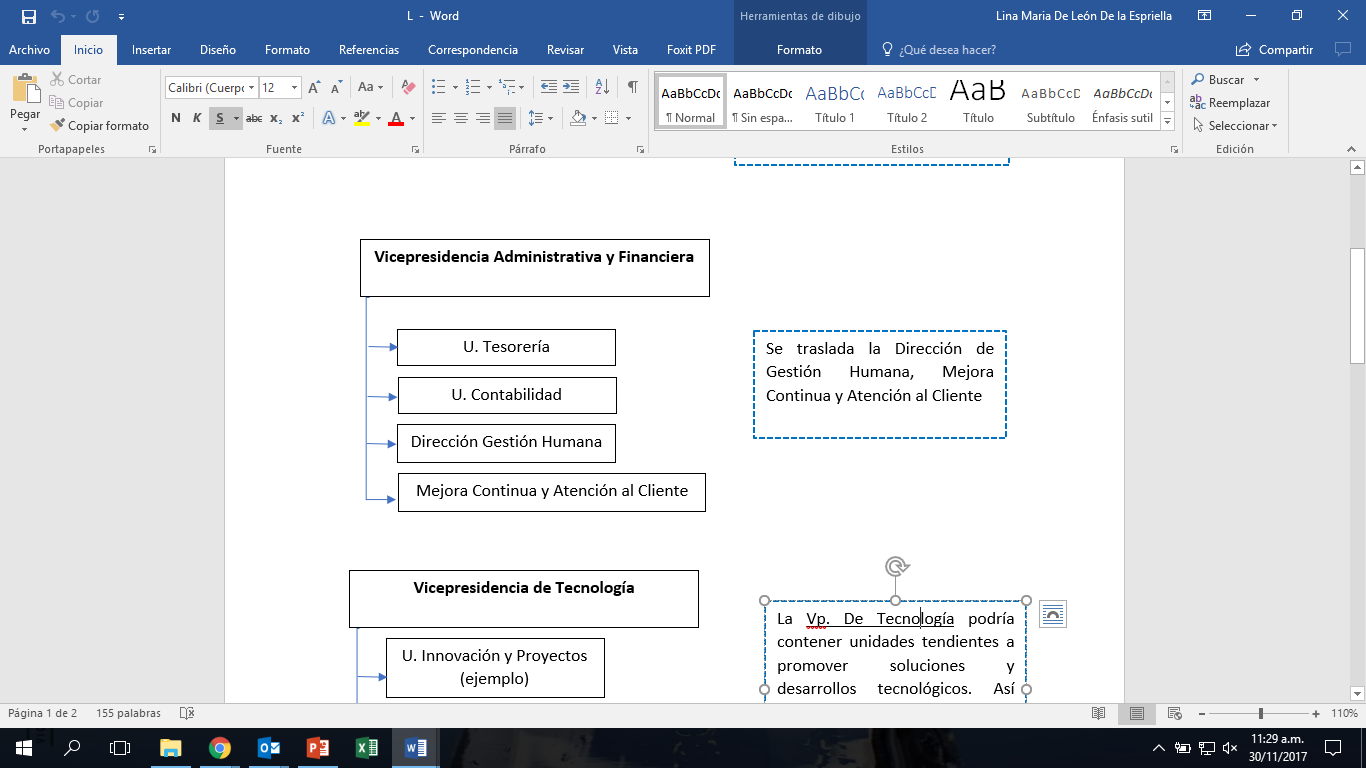 L - Word
Herramientas de dibujo
Lina Maria De León De la Espriella
Archivo Inicio Insertar Diseño Formato Referencias Correspondencia Revisar Vista Foxit PDF Formato ¿Qué desea hacer? Compartir
Pegar
Cortar
Copiar
Copiar formato
Portapapeles
Calibri (Cuerpo 12
Aa
N K S abc x₂ x² A ab A
Fuente
Párrafo
AaBbCcDc AaBbCcDc AaBbCc AaBbCcD AaB AaBbCcD AaBbCcDc
¶ Normal ¶ Sin espa... Título 1 Título 2 Título Subtítulo Énfasis sutil
Estilos
Buscar
Reemplazar
Seleccionar
Edición
Vicepresidencia Administrativa y Financiera
U. Tesorería
U. Contabilidad
Dirección Gestión Humana
Mejora Continua y Atención al Cliente
Se traslada la Dirección de
Gestión Humana, Mejora
Continua y Atención al Cliente
Vicepresidencia de Tecnología
U. Innovación y Proyectos
(ejemplo)
La Vp. De Tecnología podría
contener unidades tendientes a
promover soluciones y
desarrollos tecnológicos. Así
Página 1 de 2 155 palabras 110%
11:29 a.m.
30/11/2017